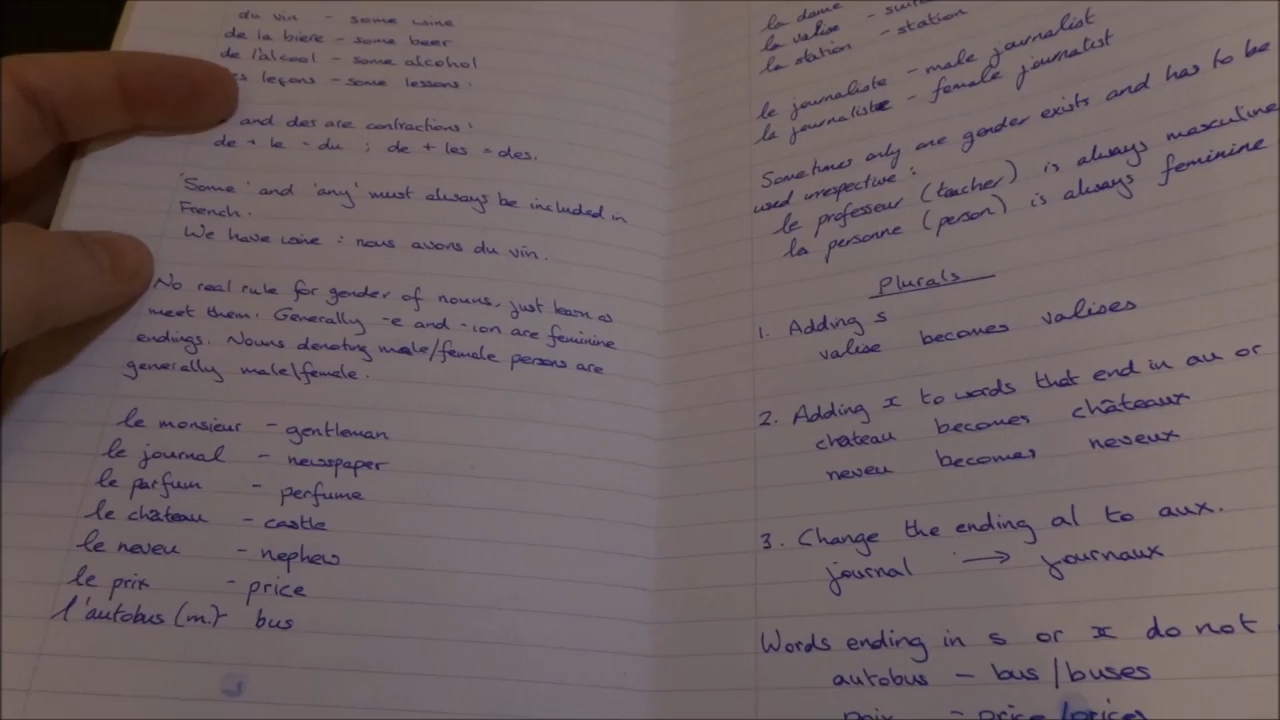 du vin - some wine
de la biere - some beer
de l'alcool - some alcohol
leçons - some lessons.
and des are contractions:
de + le = du ; de + les = des.
'Some' and 'any' must always be included in
French.
We have wine : nous avons du vin.
No real rule for gender of nouns, just learn as
meet them. Generally -e and -ion are feminine
endings. Nouns denoting male/female persons are
generally male/female.
le monsieur - gentleman
le journal - newspaper
le parfum - perfume
le château - castle
le neveu - nephew
le prix - price
l'autobus (m.) bus
la dame
la valise -
la station - station
le journaliste - male journalist
la journaliste - female journalist
Sometimes only one gender exists and has to be
used irrespective :
le professeur (teacher) is always masculine
la personne (person) is always feminine
Plurals
1. Adding s
valise becomes valises
2. Adding x to words that end in au or
chateau becomes châteaux
neveu becomes neveux
3. Change the ending al to aux.
journal → journaux
Words ending in s or x do not
autobus - bus/buses
- price/prices